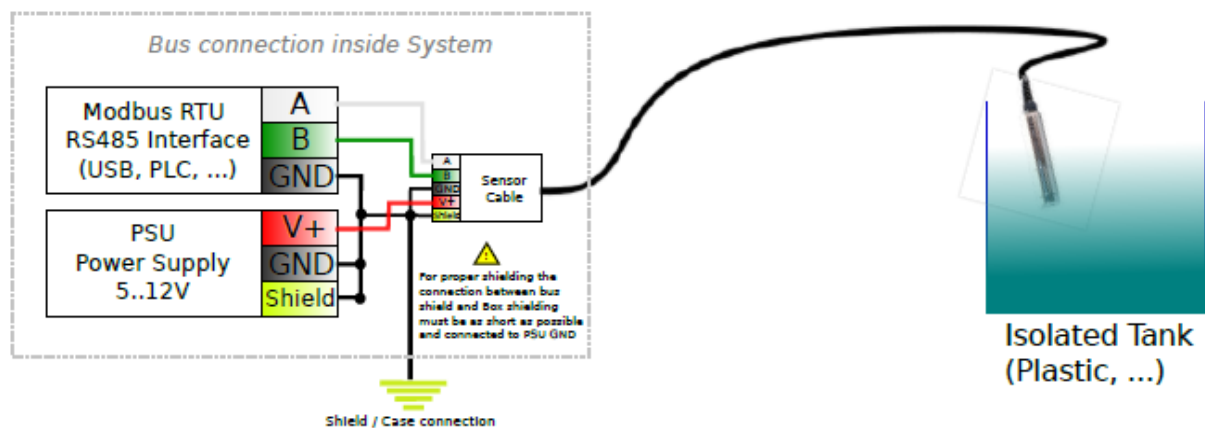 Bus connection inside System
Modbus RTU
RS485 Interface
(USB, PLC, ...)
A
B
GND
PSU
Power Supply
5..12V
V+
GND
Shield
A
B
GND
V+
Shield
Sensor
Cable
For proper shielding the
connection between bus
shield and Box shielding
must be as short as possible
and connected to PSU GND
Shield / Case connection
Isolated Tank
(Plastic, ...)